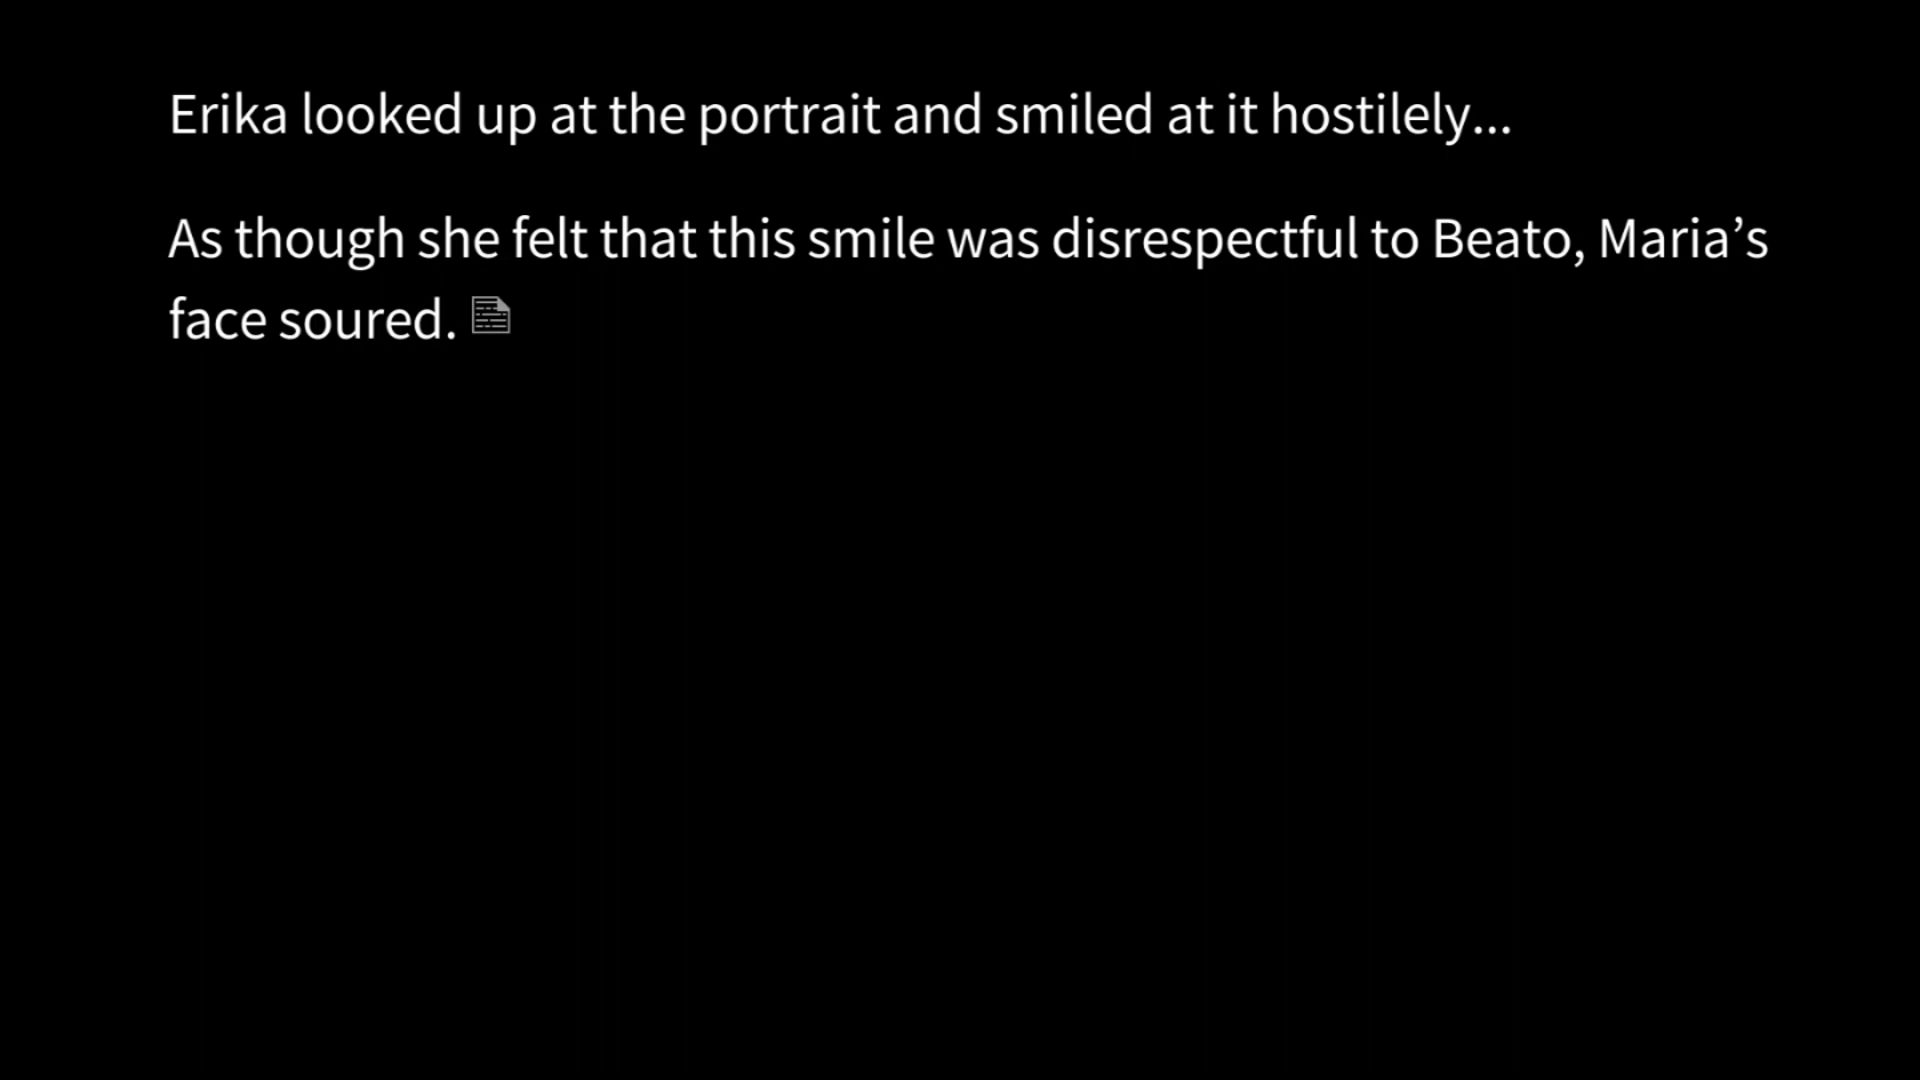 Erika looked up at the portrait and smiled at it hostilely...
As though she felt that this smile was disrespectful to Beato, Maria’s
face soured.